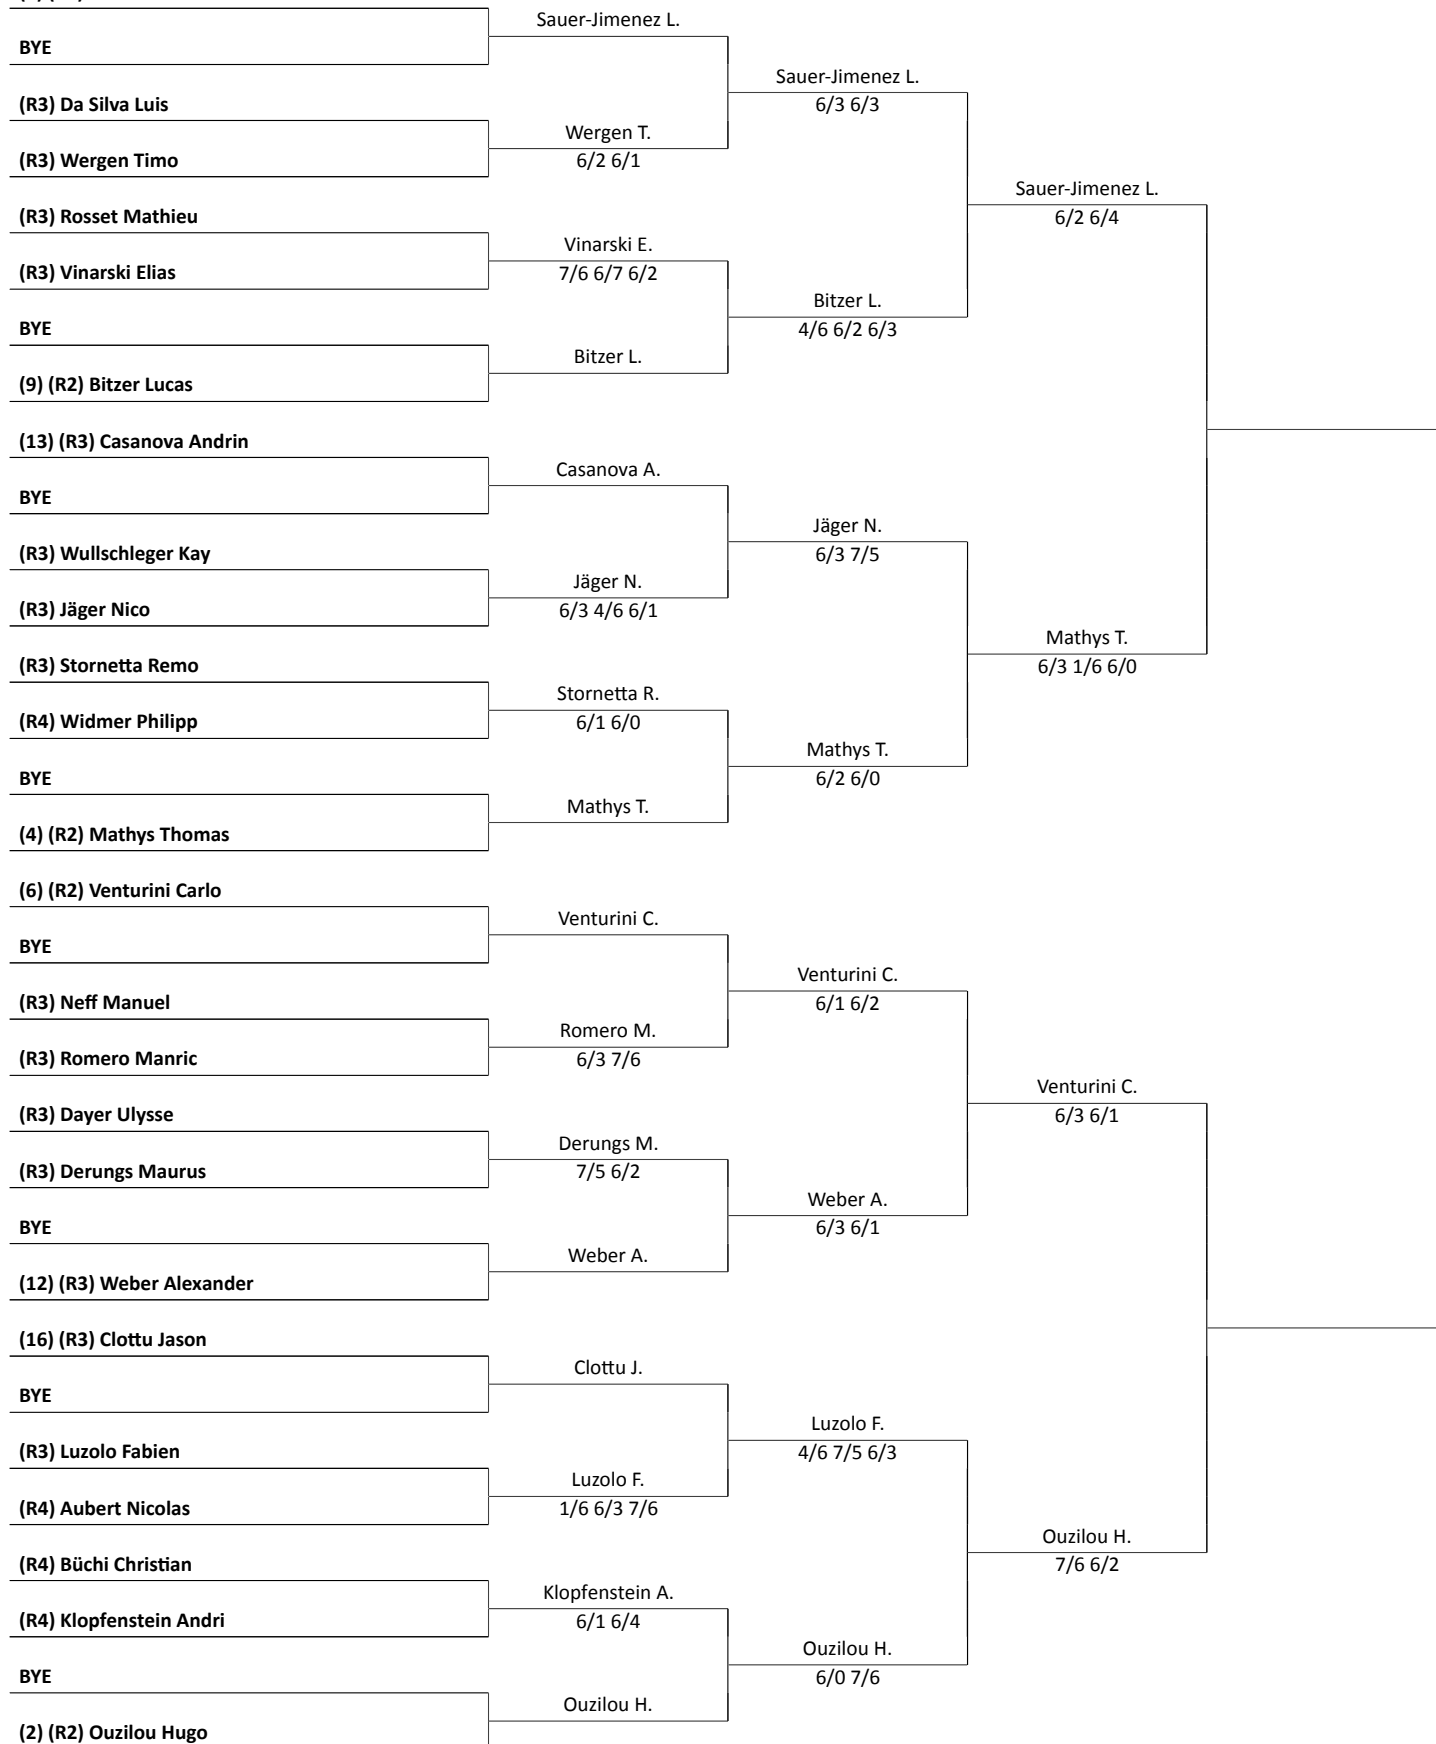 BYE
(R3) Da Silva Luis
(R3) Wergen Timo
(R3) Rosset Mathieu
(R3) Vinarski Elias
BYE
(9) (R2) Bitzer Lucas
(13) (R3) Casanova Andrin
BYE
(R3) Wullschleger Kay
(R3) Jäger Nico
(R3) Stornetta Remo
(R4) Widmer Philipp
BYE
(4) (R2) Mathys Thomas
(6) (R2) Venturini Carlo
BYE
(R3) Neff Manuel
(R3) Romero Manric
(R3) Dayer Ulysse
(R3) Derungs Maurus
BYE
(12) (R3) Weber Alexander
(16) (R3) Clottu Jason
BYE
(R3) Luzolo Fabien
(R4) Aubert Nicolas
(R4) Büchi Christian
(R4) Klopfenstein Andri
BYE
(2) (R2) Ouzilou Hugo
Sauer-Jimenez L.
Wergen T.
6/2 6/1
Vinarski E.
7/6 6/7 6/2
Bitzer L.
Casanova A.
Jäger N.
6/3 4/6 6/1
Stornetta R.
6/1 6/0
Mathys T.
Venturini C.
Romero M.
6/3 7/6
Derungs M.
7/5 6/2
Weber A.
Clottu J.
Luzolo F.
1/6 6/3 7/6
Klopfenstein A.
6/1 6/4
Ouzilou H.
Sauer-Jimenez L.
6/3 6/3
Bitzer L.
4/6 6/2 6/3
Jäger N.
6/3 7/5
Mathys T.
6/2 6/0
Venturini C.
6/1 6/2
Weber A.
6/3 6/1
Luzolo F.
4/6 7/5 6/3
Ouzilou H.
6/0 7/6
Sauer-Jimenez L.
6/2 6/4
Mathys T.
6/3 1/6 6/0
Venturini C.
6/3 6/1
Ouzilou H.
7/6 6/2